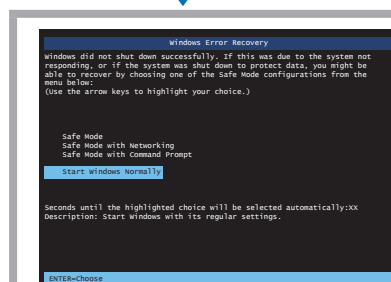 Windows Error Recovery
Windows did not shut down successfully. If this was due to the system not
responding, or if the system was shut down to protect data, you might be
able to recover by choosing one of the Safe Mode configurations from the
menu below:
(Use the arrow keys to highlight your choice.)
Safe Mode
Safe Mode with Networking
Safe Mode with Command Prompt
Start Windows Normally
Seconds until the highlighted choice will be selected automatically:XX
Description: Start Windows with its regular settings.
ENTER=Choose